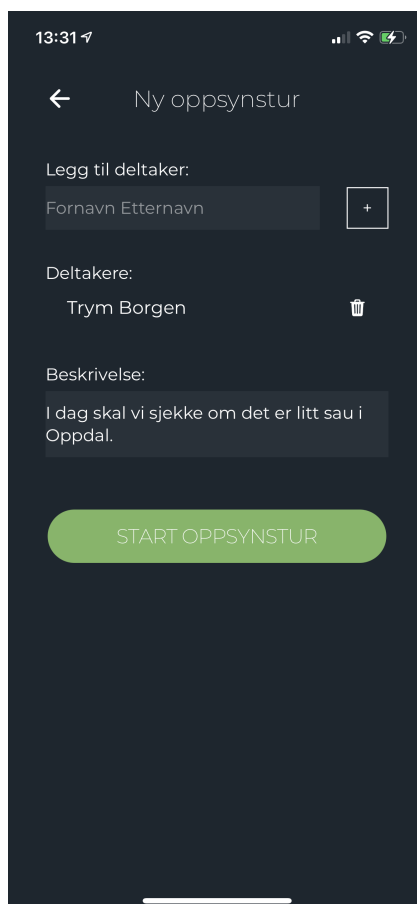 13:31
Ny oppsynstur
Legg til deltaker:
Fornavn Etternavn
+
Deltakere:
Trym Borgen
Beskrivelse:
I dag skal vi sjekke om det er litt sau i
Oppdal.
START OPPSYNSTUR